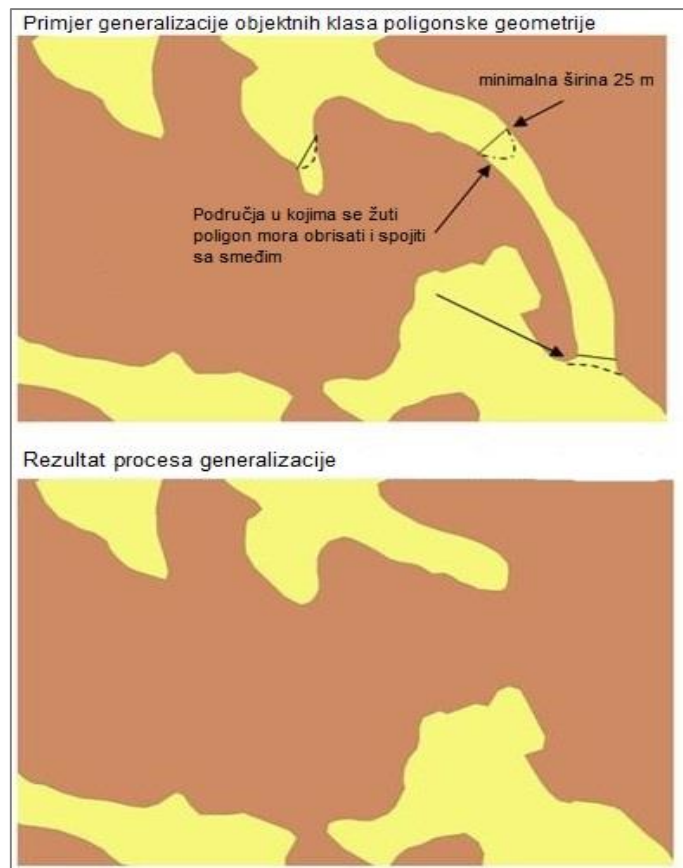 Primjer generalizacije objektnih klasa poligonske geometrije
minimalna širina 25 m
Područja u kojima se žuti
poligon mora obrisati i spojiti
sa smeđim
Rezultat procesa generalizacije